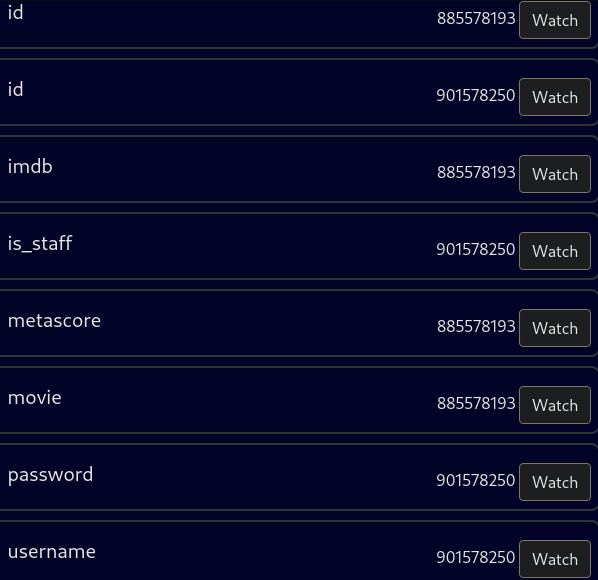 id 885578193 Watch
id 901578250 Watch
imdb 885578193 Watch
is_staff 901578250 Watch
metascore 885578193 Watch
movie 885578193 Watch
password 901578250 Watch
username 901578250 Watch